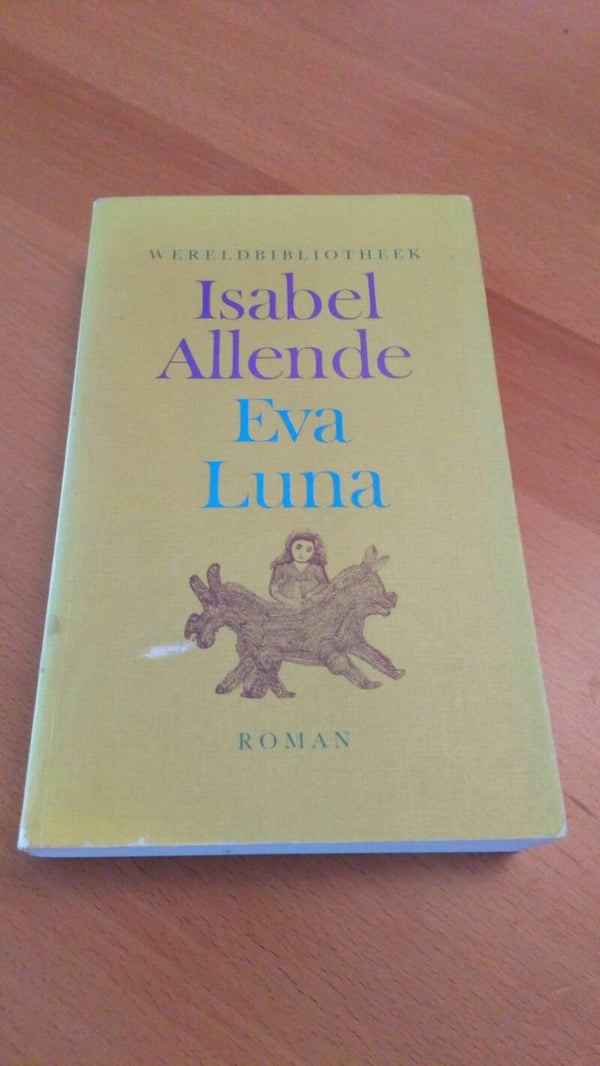 WERELDBIBLIOTHEEK
Isabel
Allende
Eva
Luna
ROMAN